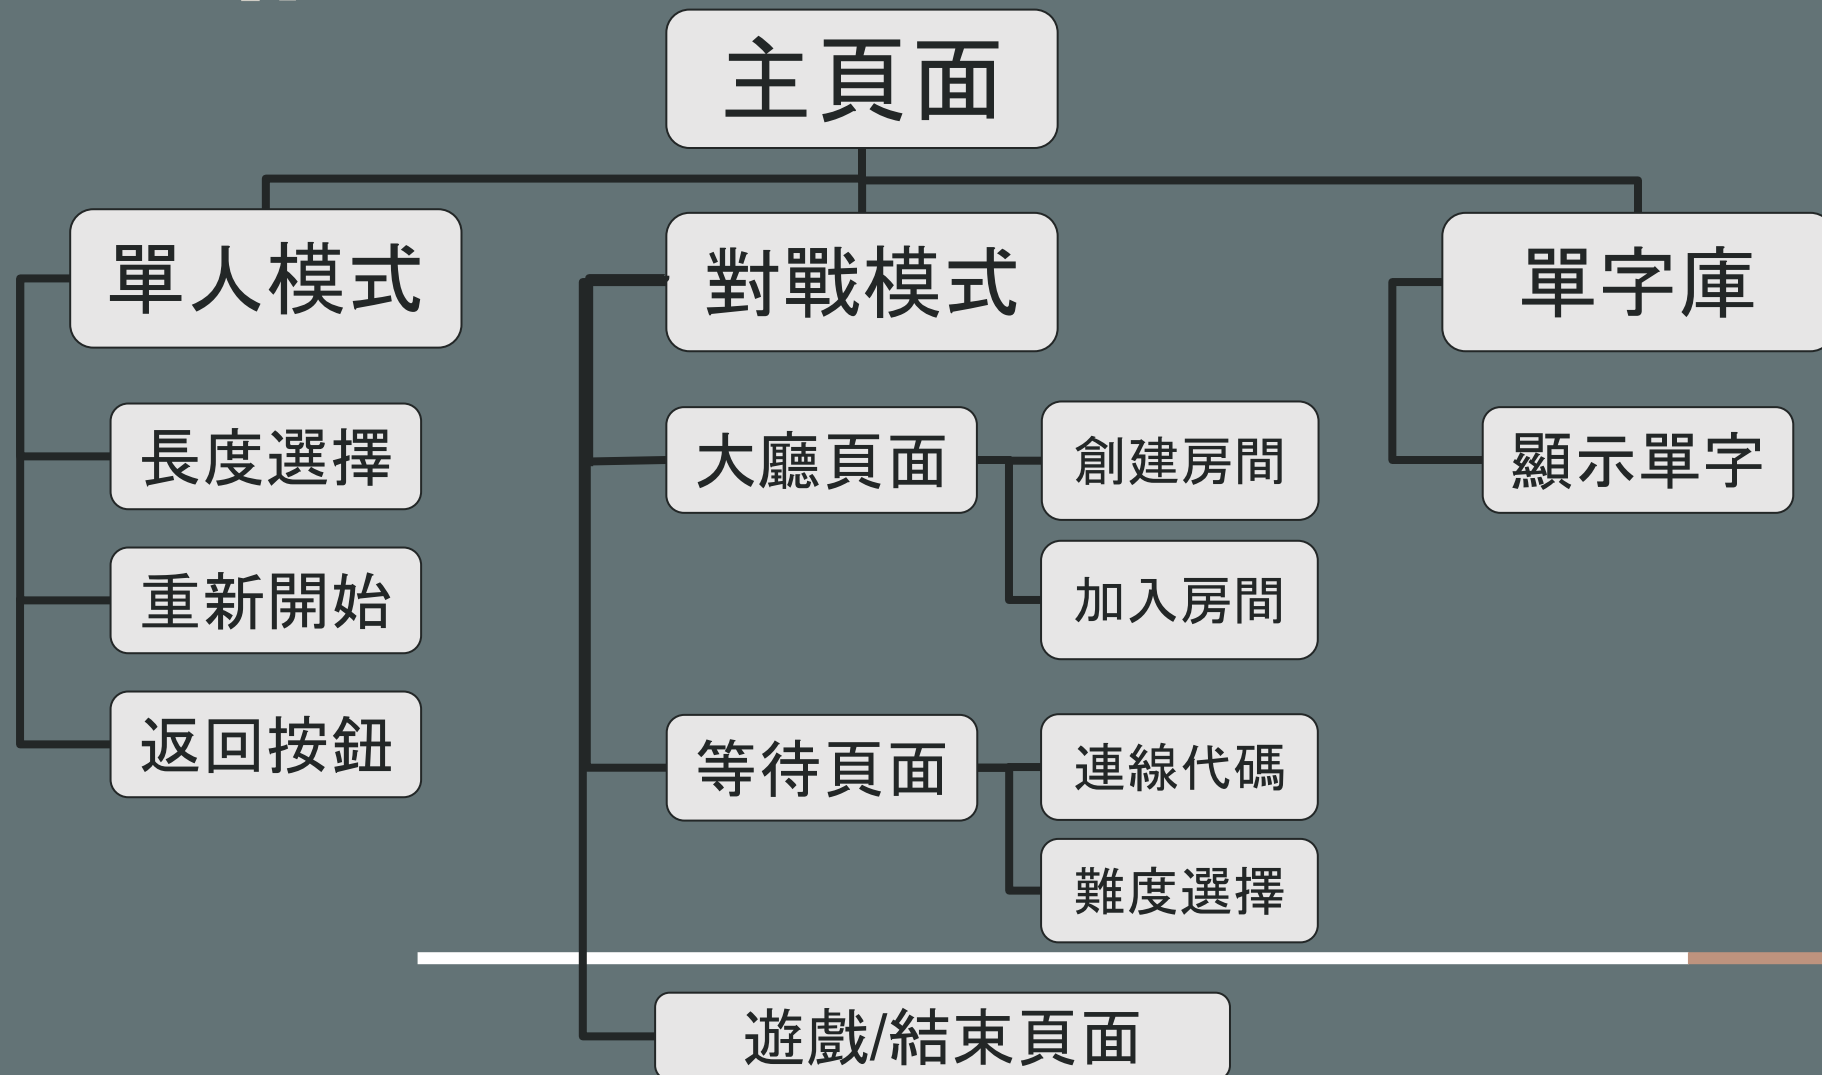 主頁面
單人模式
對戰模式
單字庫
長度選擇
大廳頁面
創建房間
顯示單字
重新開始
加入房間
返回按鈕
等待頁面
連線代碼
難度選擇
遊戲/結束頁面